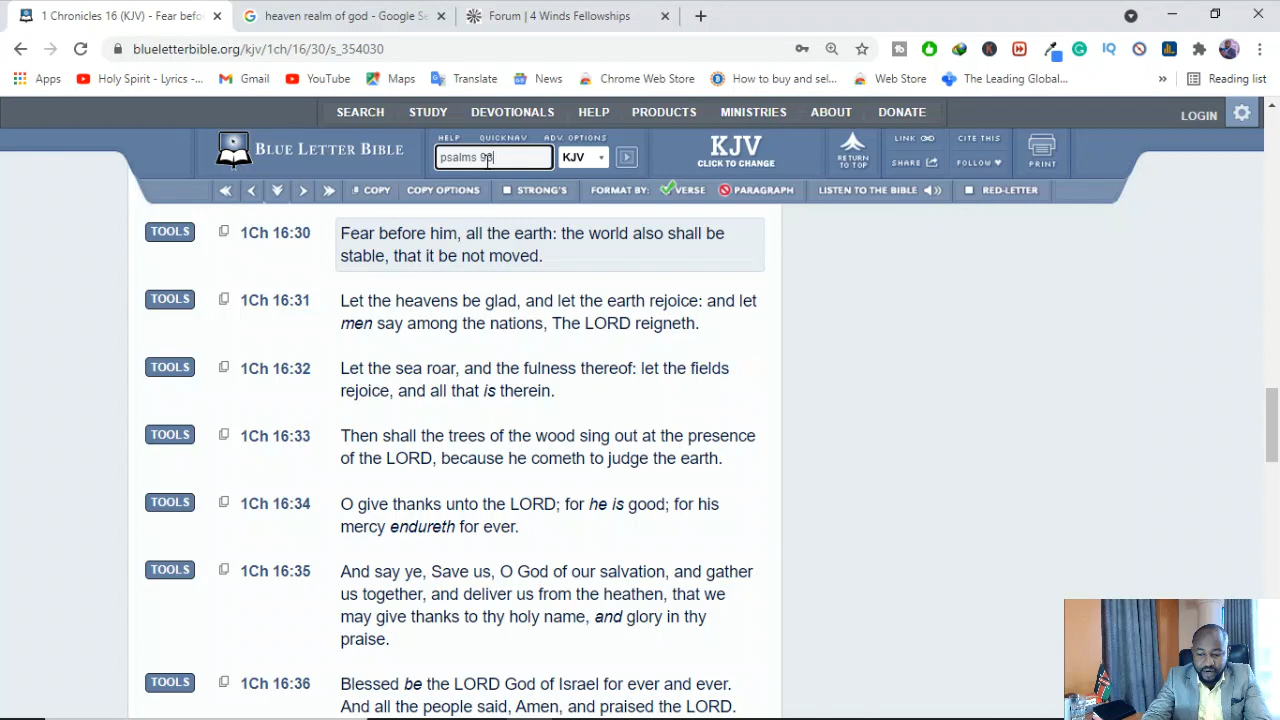 1 Chronicles 16 (KJV) - Fear befo
heaven realm of god - Google Se
Forum | 4 Winds Fellowships
blueletterbible.org/kjv/1ch/16/30/s_354030
Apps
Holy Spirit - Lyrics -...
Gmail
YouTube
Maps
Translate
News
Chrome Web Store
How to buy and sel...
Web Store
The Leading Global...
»
Reading list
SEARCH STUDY DEVOTIONALS HELP PRODUCTS MINISTRIES ABOUT DONATE
LOGIN
BLUE LETTER BIBLE
HELP QUICKNAV ADV. OPTIONS
psalms 93
KJV
KJV
CLICK TO CHANGE
RETURN
TO TOP
LINK
CITE THIS
SHARE
FOLLOW
PRINT
COPY COPY OPTIONS STRONG'S FORMAT BY: VERSE PARAGRAPH LISTEN TO THE BIBLE RED-LETTER
TOOLS 1Ch 16:30 Fear before him, all the earth: the world also shall be
stable, that it be not moved.
TOOLS 1Ch 16:31 Let the heavens be glad, and let the earth rejoice: and let
men say among the nations, The LORD reigneth.
TOOLS 1Ch 16:32 Let the sea roar, and the fulness thereof: let the fields
rejoice, and all that is therein.
TOOLS 1Ch 16:33 Then shall the trees of the wood sing out at the presence
of the LORD, because he cometh to judge the earth.
TOOLS 1Ch 16:34 O give thanks unto the LORD; for he is good; for his
mercy endureth for ever.
TOOLS 1Ch 16:35 And say ye, Save us, O God of our salvation, and gather
us together, and deliver us from the heathen, that we
may give thanks to thy holy name, and glory in thy
praise.
TOOLS 1Ch 16:36 Blessed be the LORD God of Israel for ever and ever.
And all the people said, Amen, and praised the LORD.